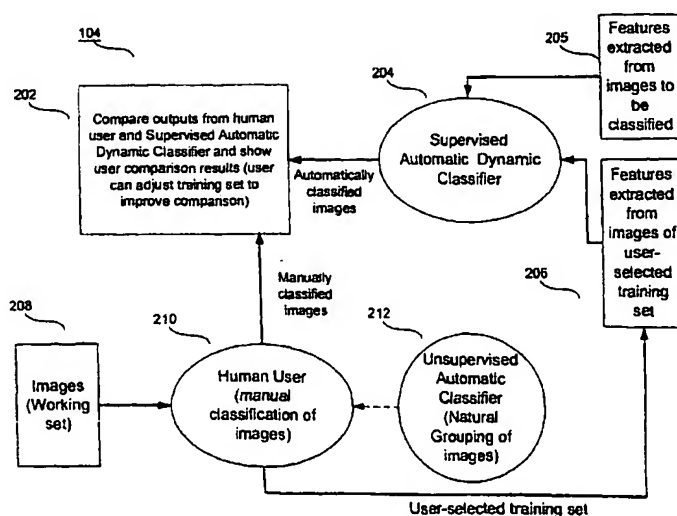 104
202
Compare outputs from human
user and Supervised Automatic
Dynamic Classifier and show
user comparison results (user
can adjust training set to
improve comparison)
204
Supervised
Automatic Dynamic
Classifier
205
Features
extracted
from
images to
be
classified
Automatically
classified
images
Features
extracted
from
images of
user-
selected
training
set
206
Manually
classified
images
208
Images
(Working
set)
210
Human User
(manual
classification of
images)
212
Unsupervised
Automatic
Classifier
(Natural
Grouping of
images)
User-selected training set